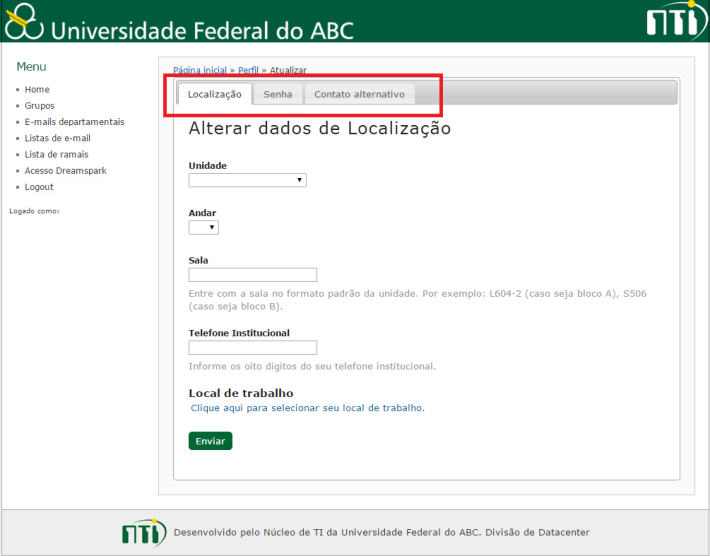 Universidade Federal do ABC
nTi
Menu
Home
Grupos
E-mails departamentais
Listas de e-mail
Lista de ramais
Acesso Dreamspark
Logout
Logado como:
Página inicial » Perfil » Atualizar
Localização Senha Contato alternativo
Alterar dados de Localização
Unidade
Andar
Sala
Entre com a sala no formato padrão da unidade. Por exemplo: L604-2 (caso seja bloco A), S506
(caso seja bloco B).
Telefone Institucional
Informe os oito dígitos do seu telefone institucional.
Local de trabalho
Clique aqui para selecionar seu local de trabalho.
Enviar
nTi Desenvolvido pelo Núcleo de TI da Universidade Federal do ABC. Divisão de Datacenter